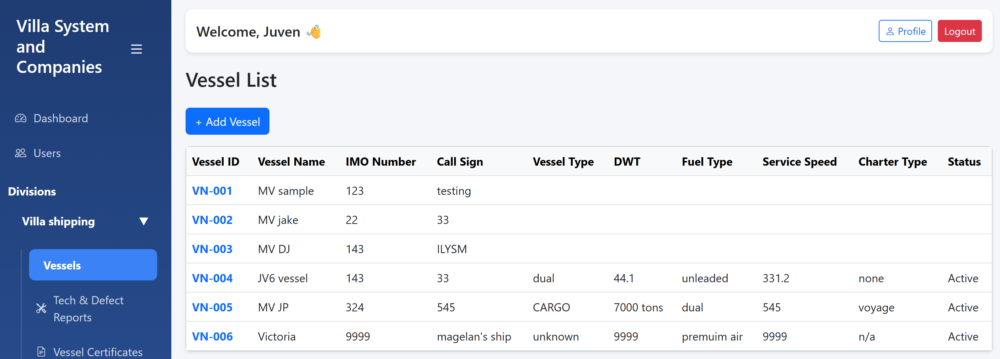 Villa System
and
Companies
Dashboard
Users
Divisions
Villa shipping ▼
Vessels
Tech & Defect
Reports
Vessel Certificates
Welcome, Juven 👋
Profile
Logout
Vessel List
+ Add Vessel
Vessel ID Vessel Name IMO Number Call Sign Vessel Type DWT Fuel Type Service Speed Charter Type Status
VN-001 MV sample 123 testing
VN-002 MV jake 22 33
VN-003 MV DJ 143 ILYSM
VN-004 JV6 vessel 143 33 dual 44.1 unleaded 331.2 none Active
VN-005 MV JP 324 545 CARGO 7000 tons dual 545 voyage Active
VN-006 Victoria 9999 magelan's ship unknown 9999 premuim air 9999 n/a Active